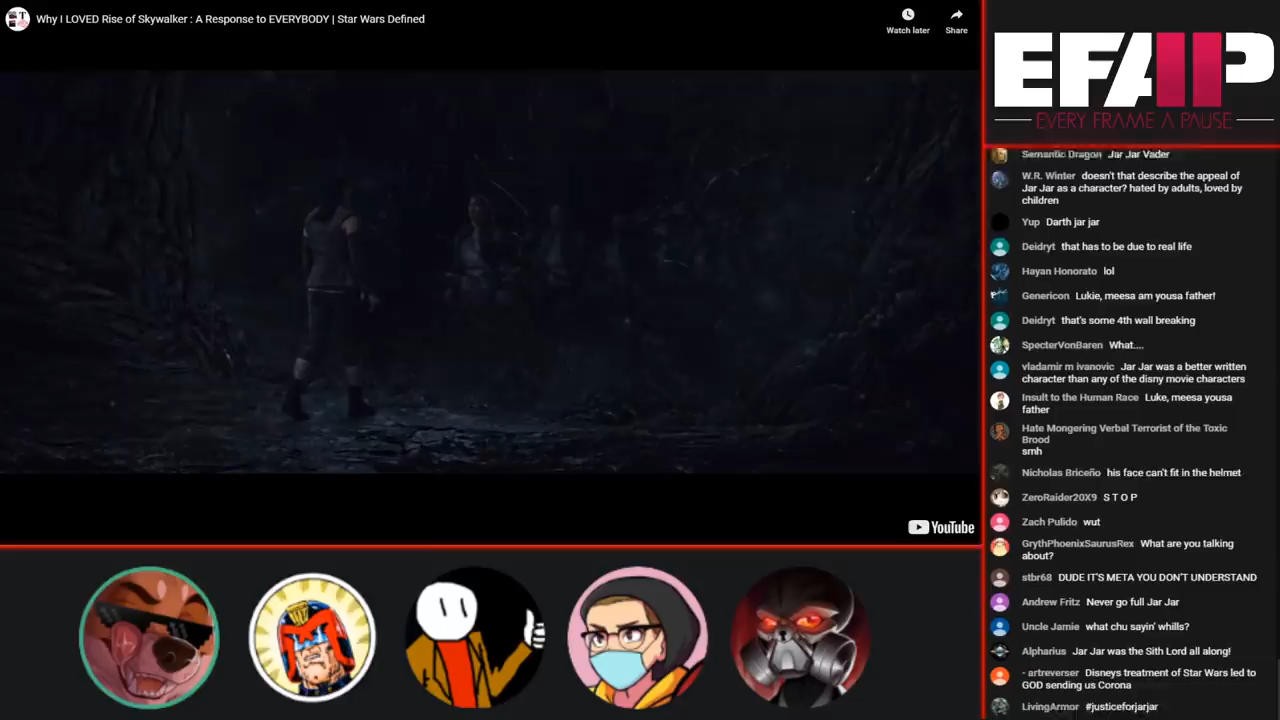 Why I LOVED Rise of Skywalker : A Response to EVERYBODY | Star Wars Defined
Watch later
Share
YouTube
EFAP
EVERY FRAME A PAUSE
Semantic Dragon Jar Jar Vader
W.R. Winter doesn't that describe the appeal of
Jar Jar as a character? hated by adults, loved by
children
Yup Darth jar jar
Deidryt that has to be due to real life
Hayan Honorato lol
Genericon Lukie, meesa am yousa father!
Deidryt that's some 4th wall breaking
SpecterVonBaren What....
vladamir m ivanovic Jar Jar was a better written
character than any of the disny movie characters
Insult to the Human Race Luke, meesa yousa
father
Hate Mongering Verbal Terrorist of the Toxic
Brood
smh
Nicholas Briceño his face can't fit in the helmet
ZeroRaider20X9 S T O P
Zach Pulido wut
GrythPhoenixSaurusRex What are you talking
about?
stbr68 DUDE IT'S META YOU DON'T UNDERSTAND
Andrew Fritz Never go full Jar Jar
Uncle Jamie what chu sayin' whills?
Alpharius Jar Jar was the Sith Lord all along!
- artreverser Disneys treatment of Star Wars led to
GOD sending us Corona
LivingArmor #justiceforjarjar